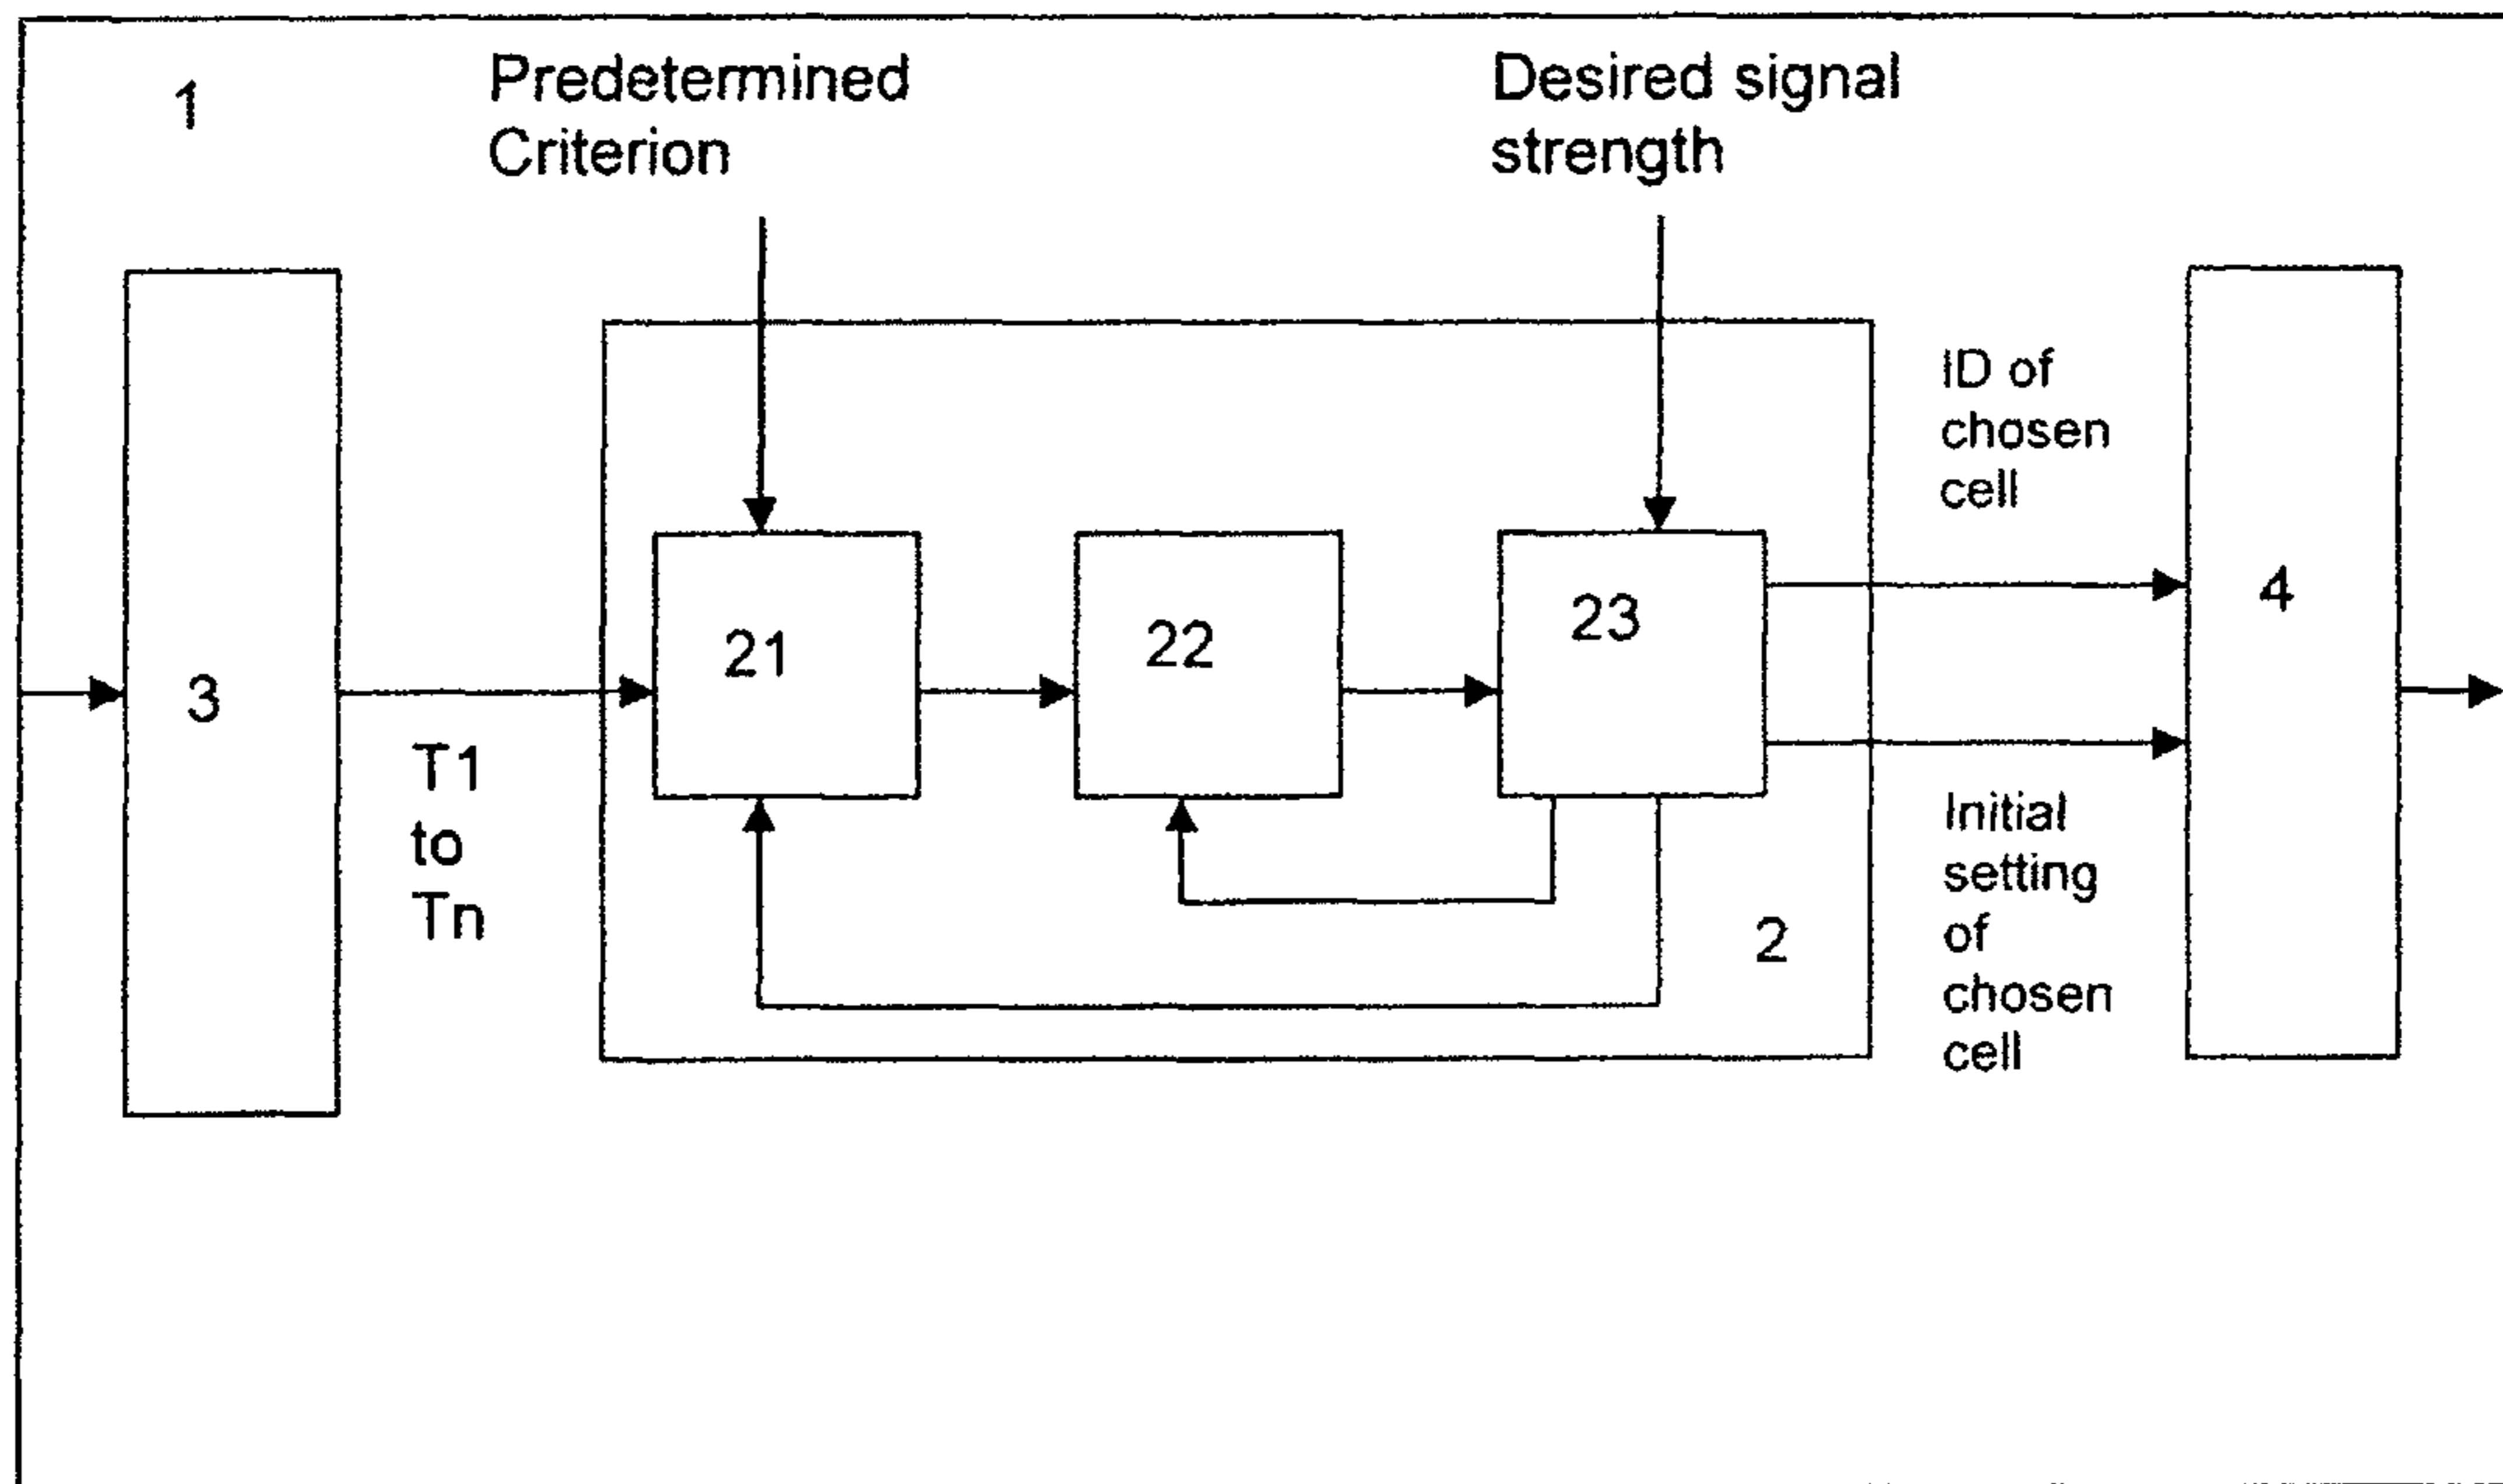 1
Predetermined
Criterion
Desired signal
strength
ID of
chosen
cell
3
21
22
23
4
T1
to
Tn
Initial
setting
of
chosen
cell
2